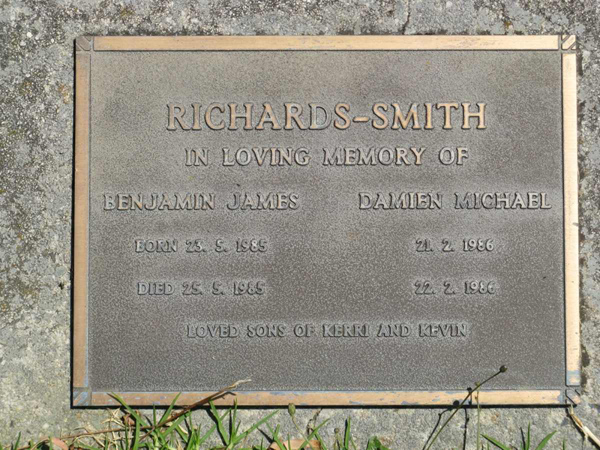 RICHARDS-SMITH
IN LOVING MEMORY OF
BENJAMIN JAMES DAMIEN MICHAEL
BORN 23. 5. 1985 21. 2. 1986
DIED 25. 5. 1985 22. 2. 1986
LOVED SONS OF KERRI AND KEVIN